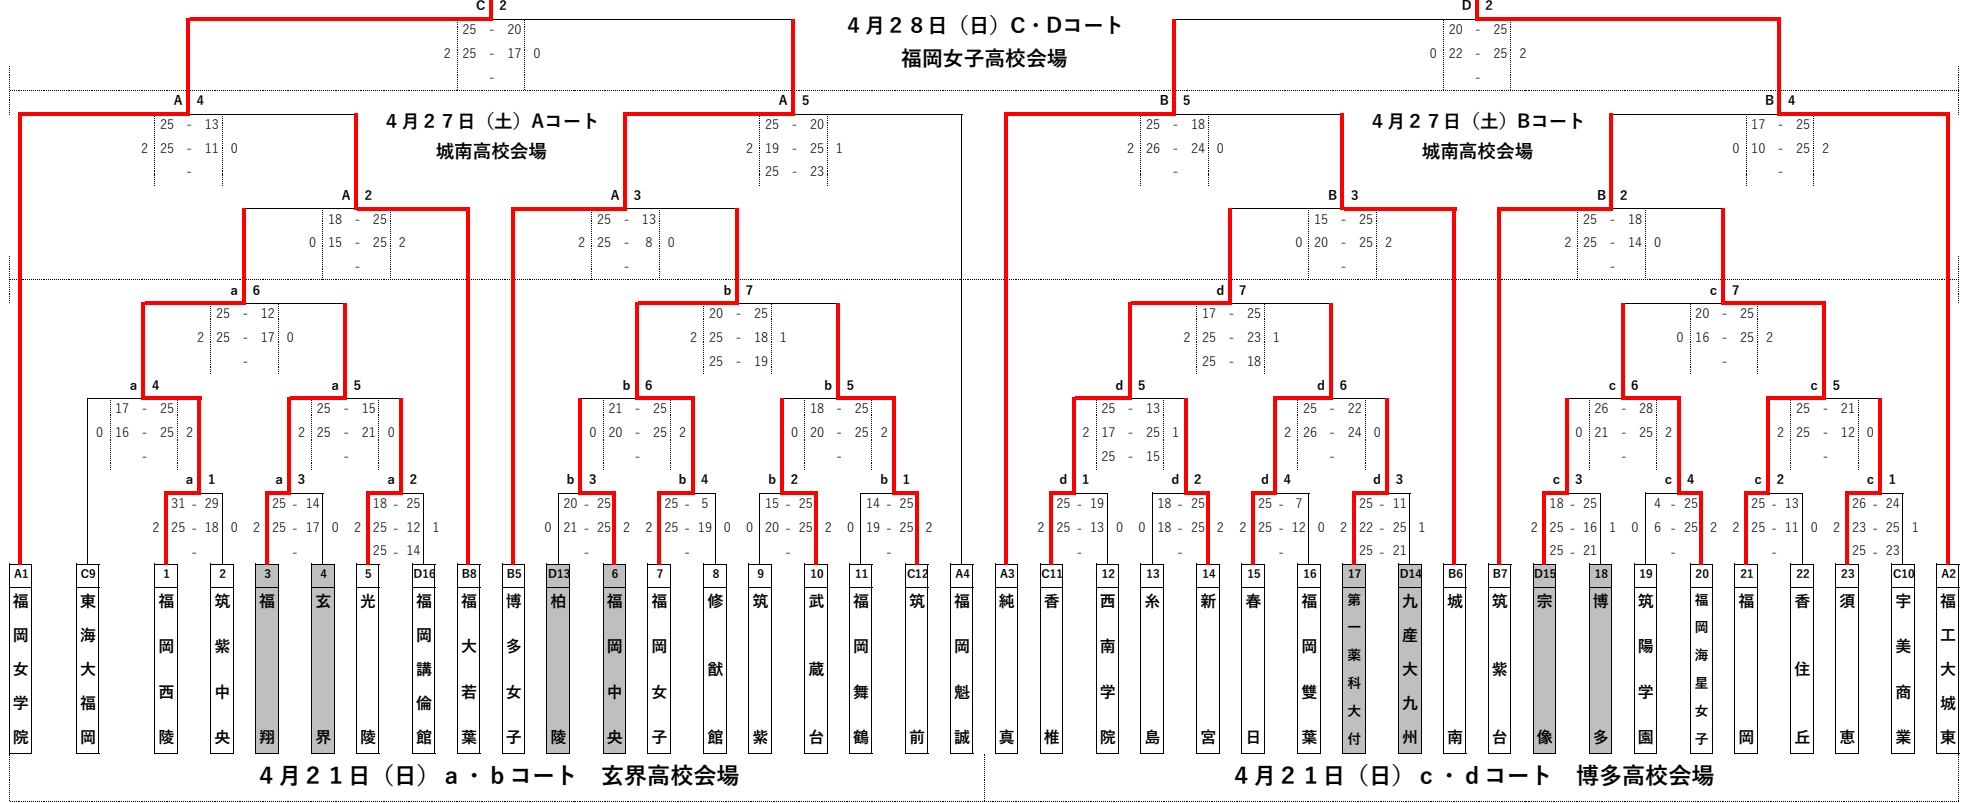 C 2
D 2
25 - 20
2 25 - 17 0
-
4月28日（日）C・Dコート
福岡女子高校会場
20 - 25
0 22 - 25 2
-
A 4
A 5
B 5
B 4
25 - 13
2 25 - 11 0
-
4月27日（土）Aコート
城南高校会場
25 - 20
2 19 - 25 1
25 - 23
25 - 18
2 26 - 24 0
-
4月27日（土）Bコート
城南高校会場
17 - 25
0 10 - 25 2
-
A 2
A 3
B 3
B 2
18 - 25
0 15 - 25 2
-
25 - 13
2 25 - 8 0
-
15 - 25
0 20 - 25 2
-
25 - 18
2 25 - 14 0
-
a 6
b 7
d 7
c 7
25 - 12
2 25 - 17 0
-
20 - 25
2 25 - 18 1
25 - 19
17 - 25
2 25 - 23 1
25 - 18
20 - 25
0 16 - 25 2
-
a 4
a 5
b 6
b 5
d 5
d 6
c 6
c 5
17 - 25
0 16 - 25 2
-
25 - 15
2 25 - 21 0
-
21 - 25
0 20 - 25 2
-
18 - 25
0 20 - 25 2
-
25 - 13
2 17 - 25 1
25 - 15
25 - 22
2 26 - 24 0
-
26 - 28
0 21 - 25 2
-
25 - 21
2 25 - 12 0
-
a 1
a 3
a 2
b 3
b 4
b 2
b 1
d 1
d 2
d 4
d 3
c 3
c 4
c 2
c 1
31 - 29
2 25 - 18 0
-
25 - 14
2 25 - 17 0
-
18 - 25
2 25 - 12 1
25 - 14
20 - 25
0 21 - 25 2
-
25 - 5
2 25 - 19 0
-
15 - 25
0 20 - 25 2
-
14 - 25
0 19 - 25 2
-
25 - 19
2 25 - 13 0
-
18 - 25
0 18 - 25 2
-
25 - 7
2 25 - 12 0
-
25 - 11
2 22 - 25 1
25 - 21
18 - 25
2 25 - 16 1
25 - 21
4 - 25
0 6 - 25 2
-
25 - 13
2 25 - 11 0
-
26 - 24
2 23 - 25 1
25 - 23
A1 福岡女学院
C9 東海大福岡
1 福岡西陵
2 筑紫中央
3 福翔
4 玄界
5 光陵
D16 福岡講倫館
B8 福大若葉
B5 博多女子
D13 柏陵
6 福岡中央
7 福岡女子
8 修猷館
9 筑紫
10 武蔵台
11 福岡舞鶴
C12 筑前
A4 福岡魁誠
A3 純真
C11 香椎
12 西南学院
13 糸島
14 新宮
15 春日
16 福岡雙葉
17 第一薬科大付
D14 九産大九州
B6 城南
B7 筑紫台
D15 宗像
18 博多
19 筑陽学園
20 福岡海星女子
21 福岡
22 香住丘
23 須恵
C10 宇美商業
A2 福工大城東
4月21日（日）a・bコート　玄界高校会場
4月21日（日）c・dコート　博多高校会場